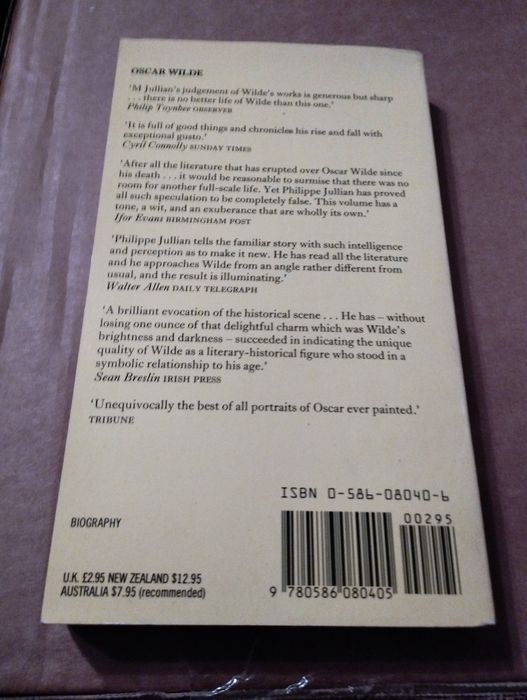 OSCAR WILDE
'M Jullian's judgement of Wilde's works is generous but sharp
. . . there is no better life of Wilde than this one.'
Philip Toynbee OBSERVER
'It is full of good things and chronicles his rise and fall with
exceptional gusto.'
Cyril Connolly SUNDAY TIMES
'After all the literature that has erupted over Oscar Wilde since
his death . . . it would be reasonable to surmise that there was no
room for another full-scale life. Yet Philippe Jullian has proved
all such speculation to be completely false. This volume has a
tone, a wit, and an exuberance that are wholly its own.'
Ifor Evans BIRMINGHAM POST
'Philippe Jullian tells the familiar story with such intelligence
and perception as to make it new. He has read all the literature
and he approaches Wilde from an angle rather different from
usual, and the result is illuminating.'
Walter Allen DAILY TELEGRAPH
'A brilliant evocation of the historical scene . . . He has – without
losing one ounce of that delightful charm which was Wilde's
brightness and darkness – succeeded in indicating the unique
quality of Wilde as a literary-historical figure who stood in a
symbolic relationship to his age.'
Sean Breslin IRISH PRESS
'Unequivocally the best of all portraits of Oscar ever painted.'
TRIBUNE
ISBN 0-586-08040-6
00295
BIOGRAPHY
U.K. £2.95 NEW ZEALAND $12.95
AUSTRALIA $7.95 (recommended)
9 780586 080405